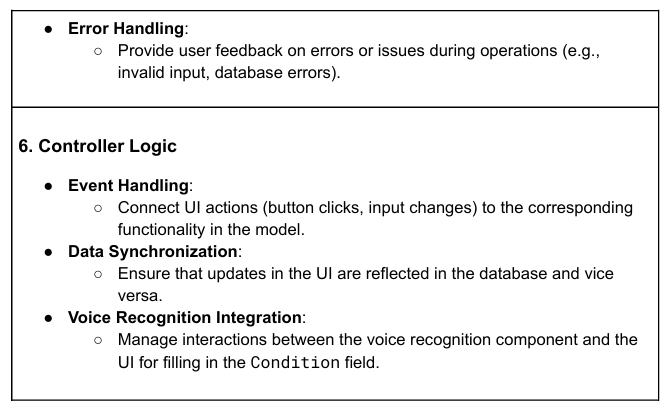 ● Error Handling:
○ Provide user feedback on errors or issues during operations (e.g.,
invalid input, database errors).
6. Controller Logic
● Event Handling:
○ Connect UI actions (button clicks, input changes) to the corresponding
functionality in the model.
● Data Synchronization:
○ Ensure that updates in the UI are reflected in the database and vice
versa.
● Voice Recognition Integration:
○ Manage interactions between the voice recognition component and the
UI for filling in the Condition field.